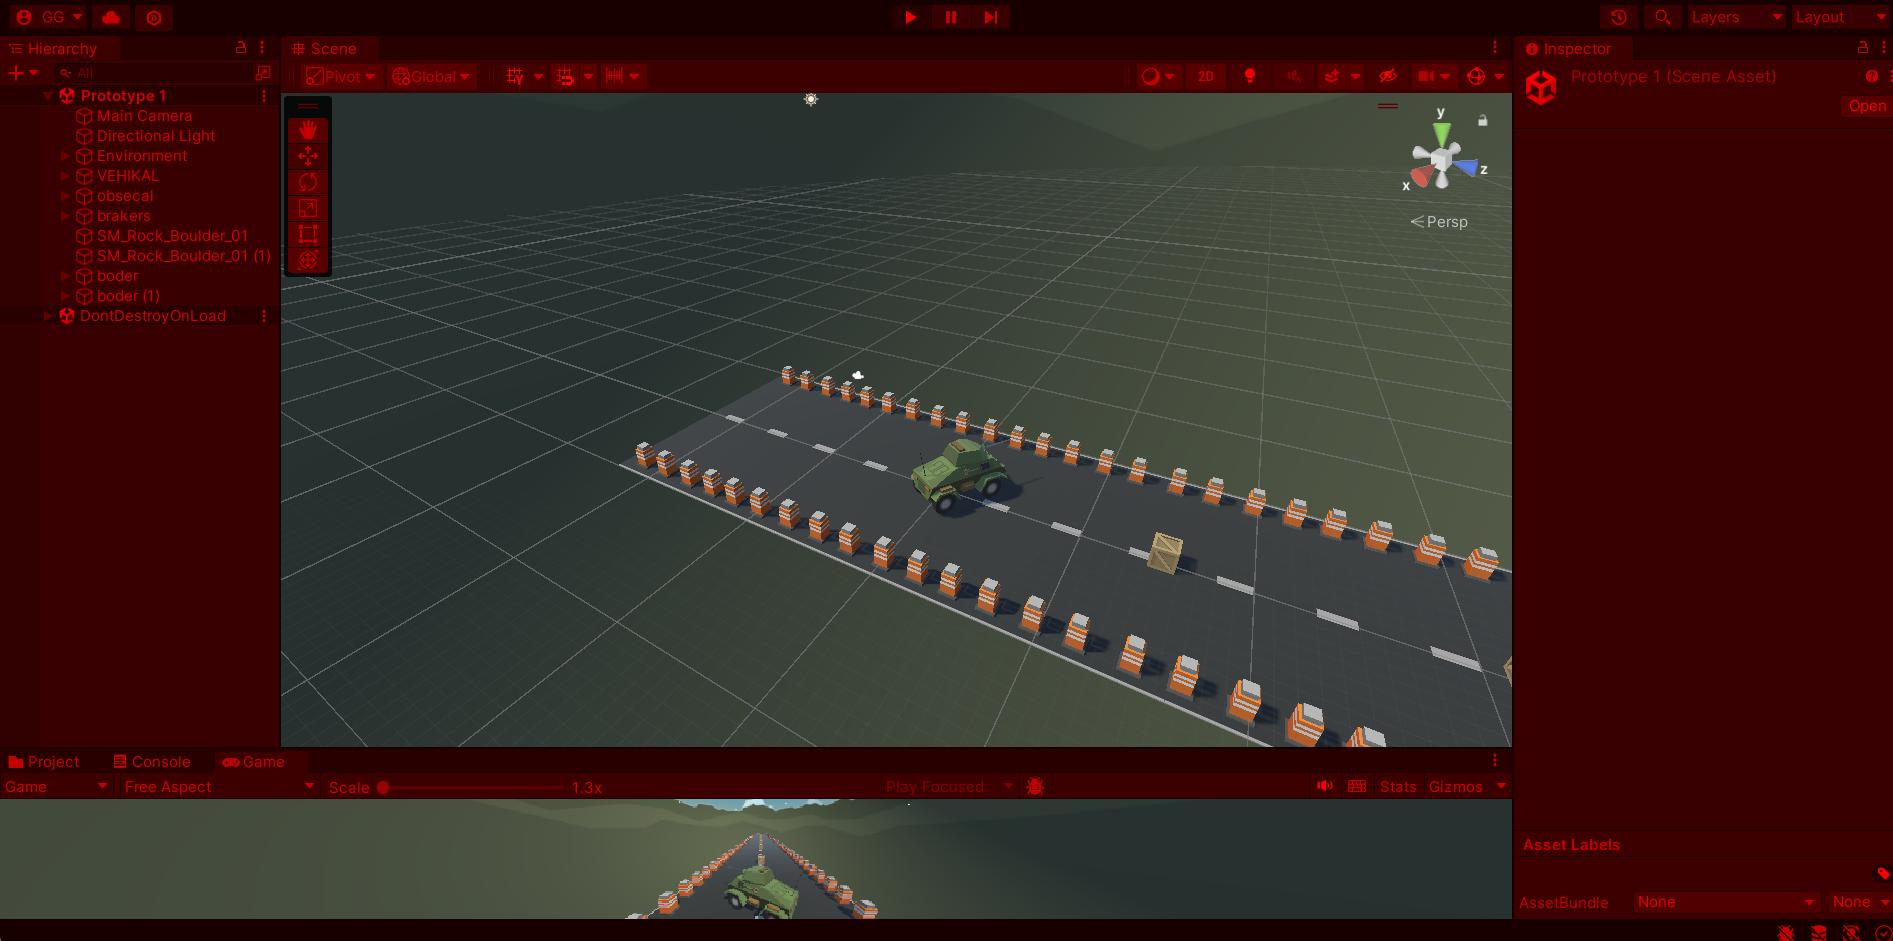 GG
Layers
Layout
Hierarchy
Scene
Inspector
All
Pivot
Global
2D
Prototype 1 (Scene Asset)
Open
Prototype 1
Main Camera
Directional Light
Environment
VEHIKAL
obsecal
brakers
SM_Rock_Boulder_01
SM_Rock_Boulder_01 (1)
boder
boder (1)
DontDestroyOnLoad
y
z
x
Persp
Project
Console
Game
Game
Free Aspect
Scale
1.3x
Play Focused
Stats
Gizmos
Asset Labels
AssetBundle
None
None